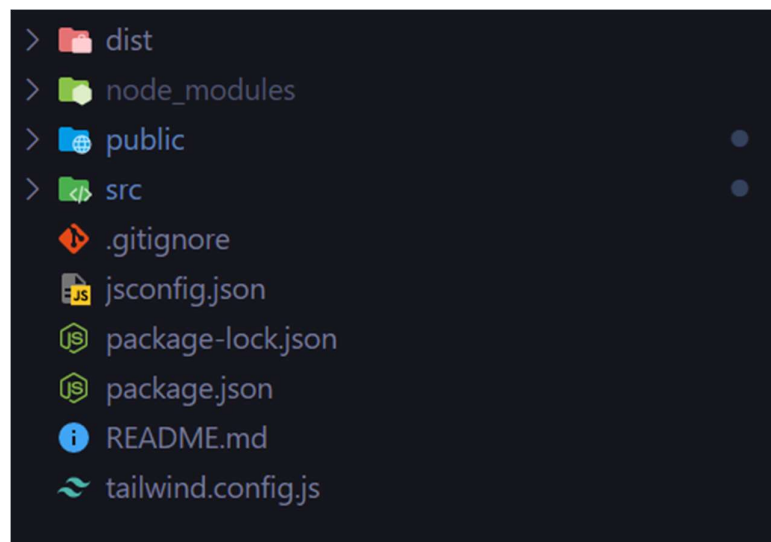 dist
node_modules
public
src
.gitignore
jsconfig.json
package-lock.json
package.json
README.md
tailwind.config.js